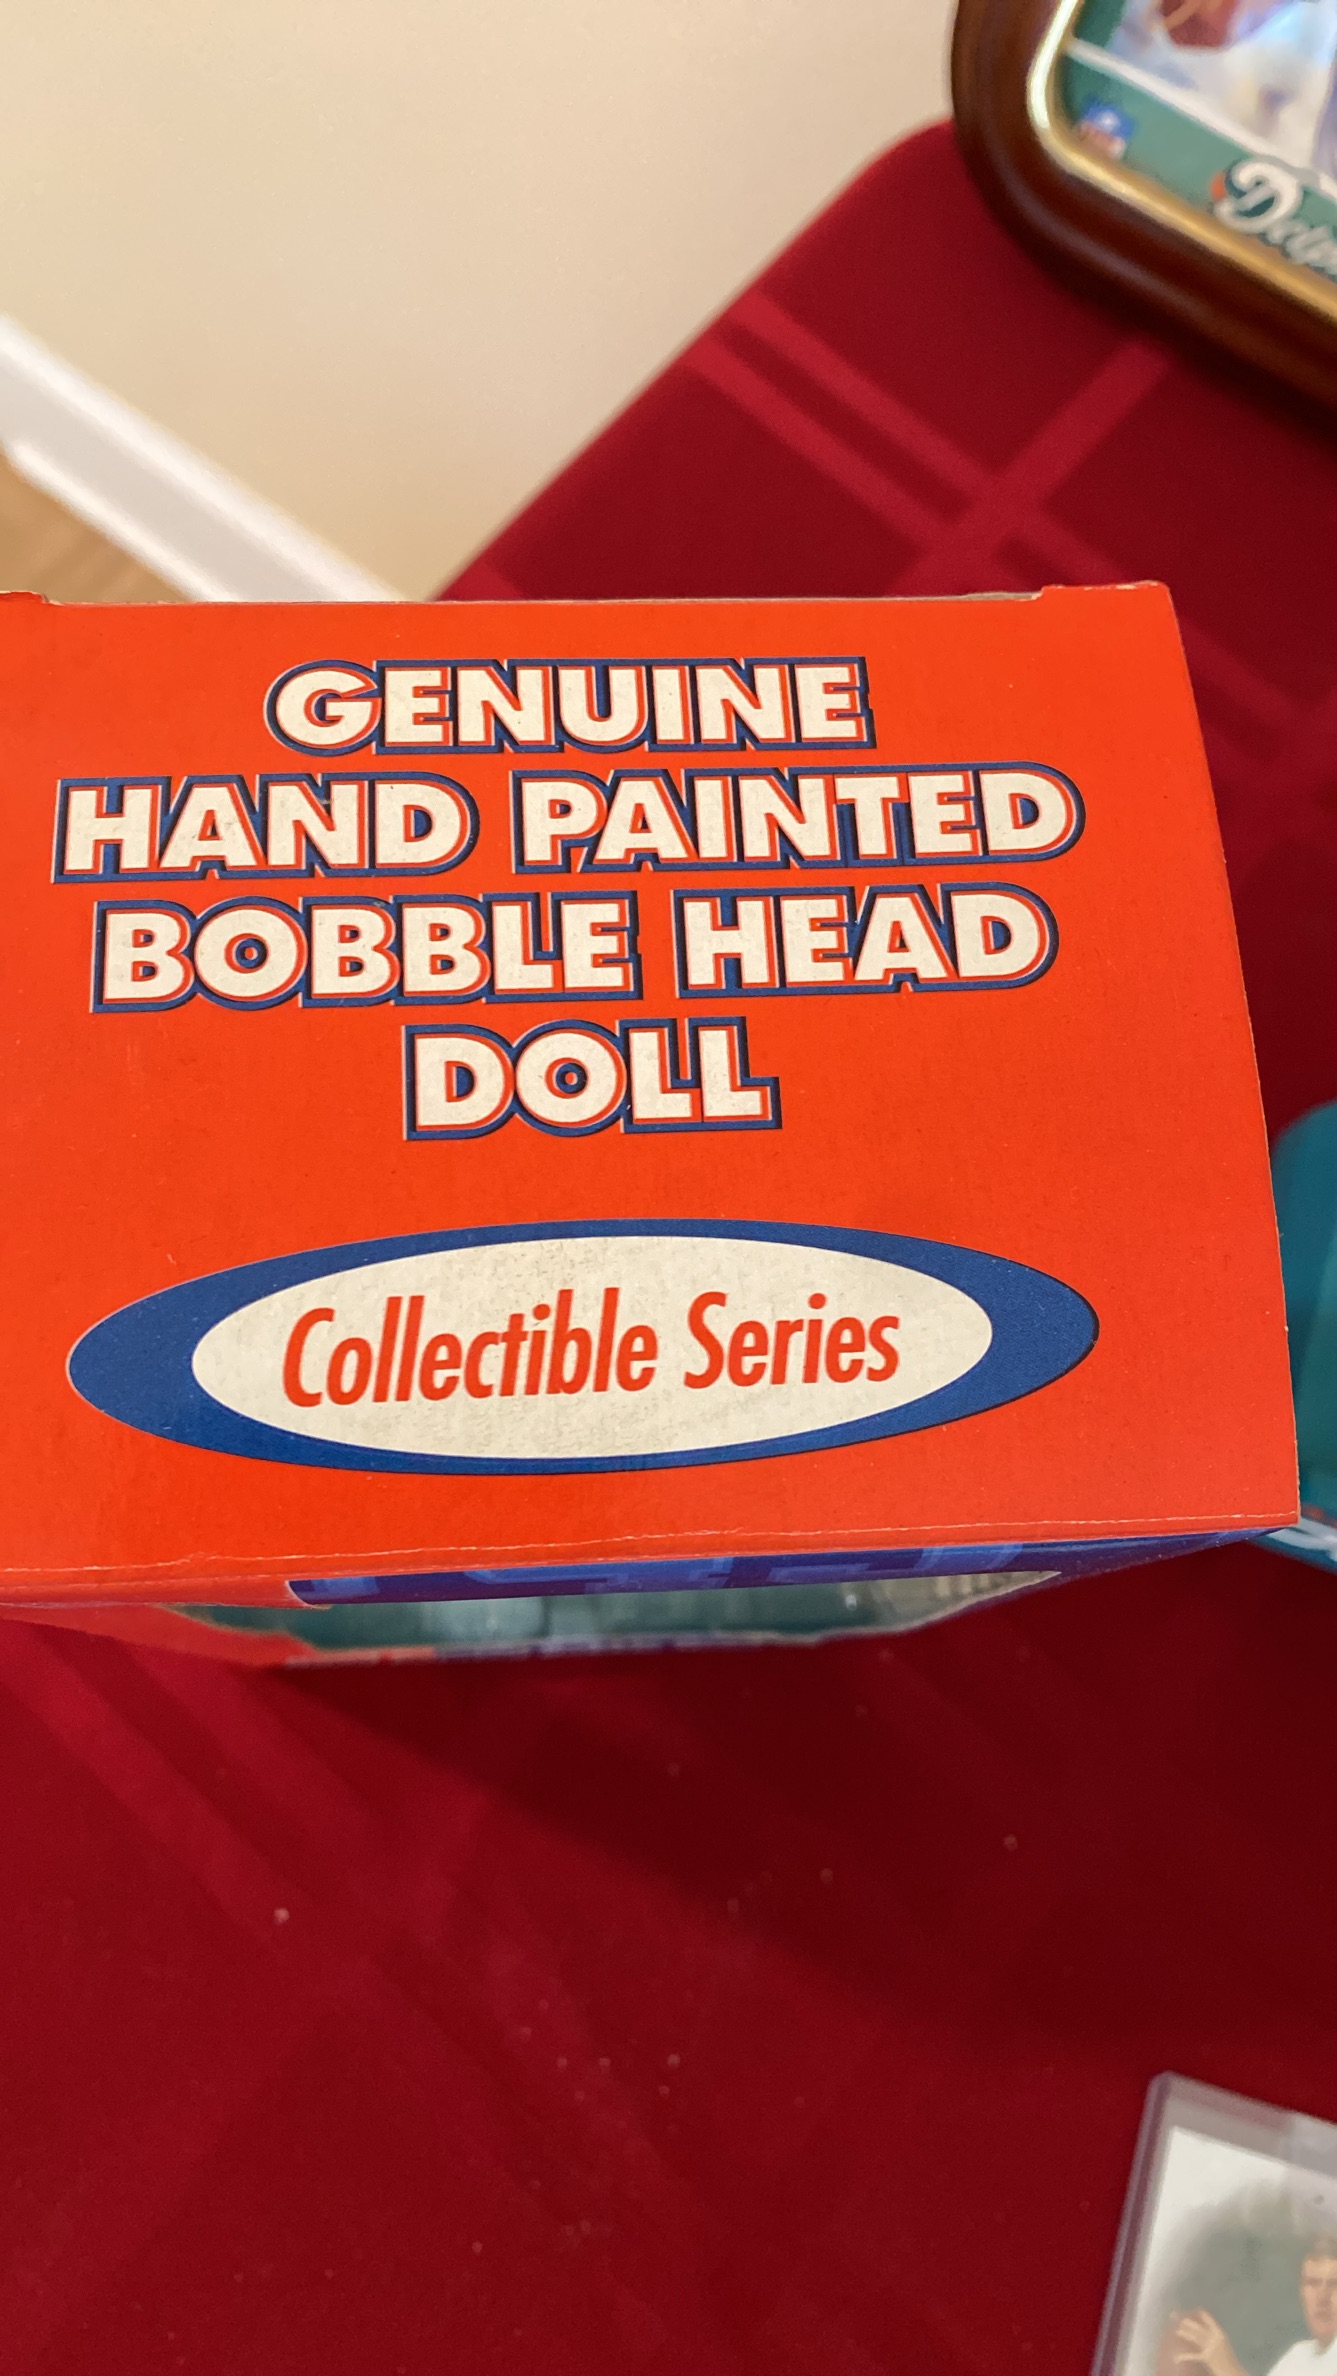 GENUINE
HAND PAINTED
BOBBLE HEAD
DOLL
Collectible Series